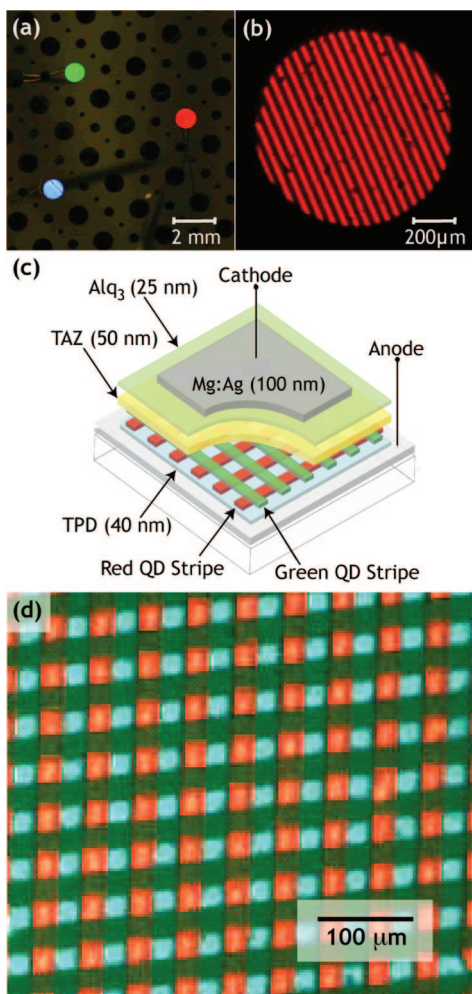 (a)
2 mm
(b)
200µm
(c)
Cathode
Alq3 (25 nm)
TAZ (50 nm)
Anode
Mg:Ag (100 nm)
TPD (40 nm)
Red QD Stripe
Green QD Stripe
(d)
100 µm